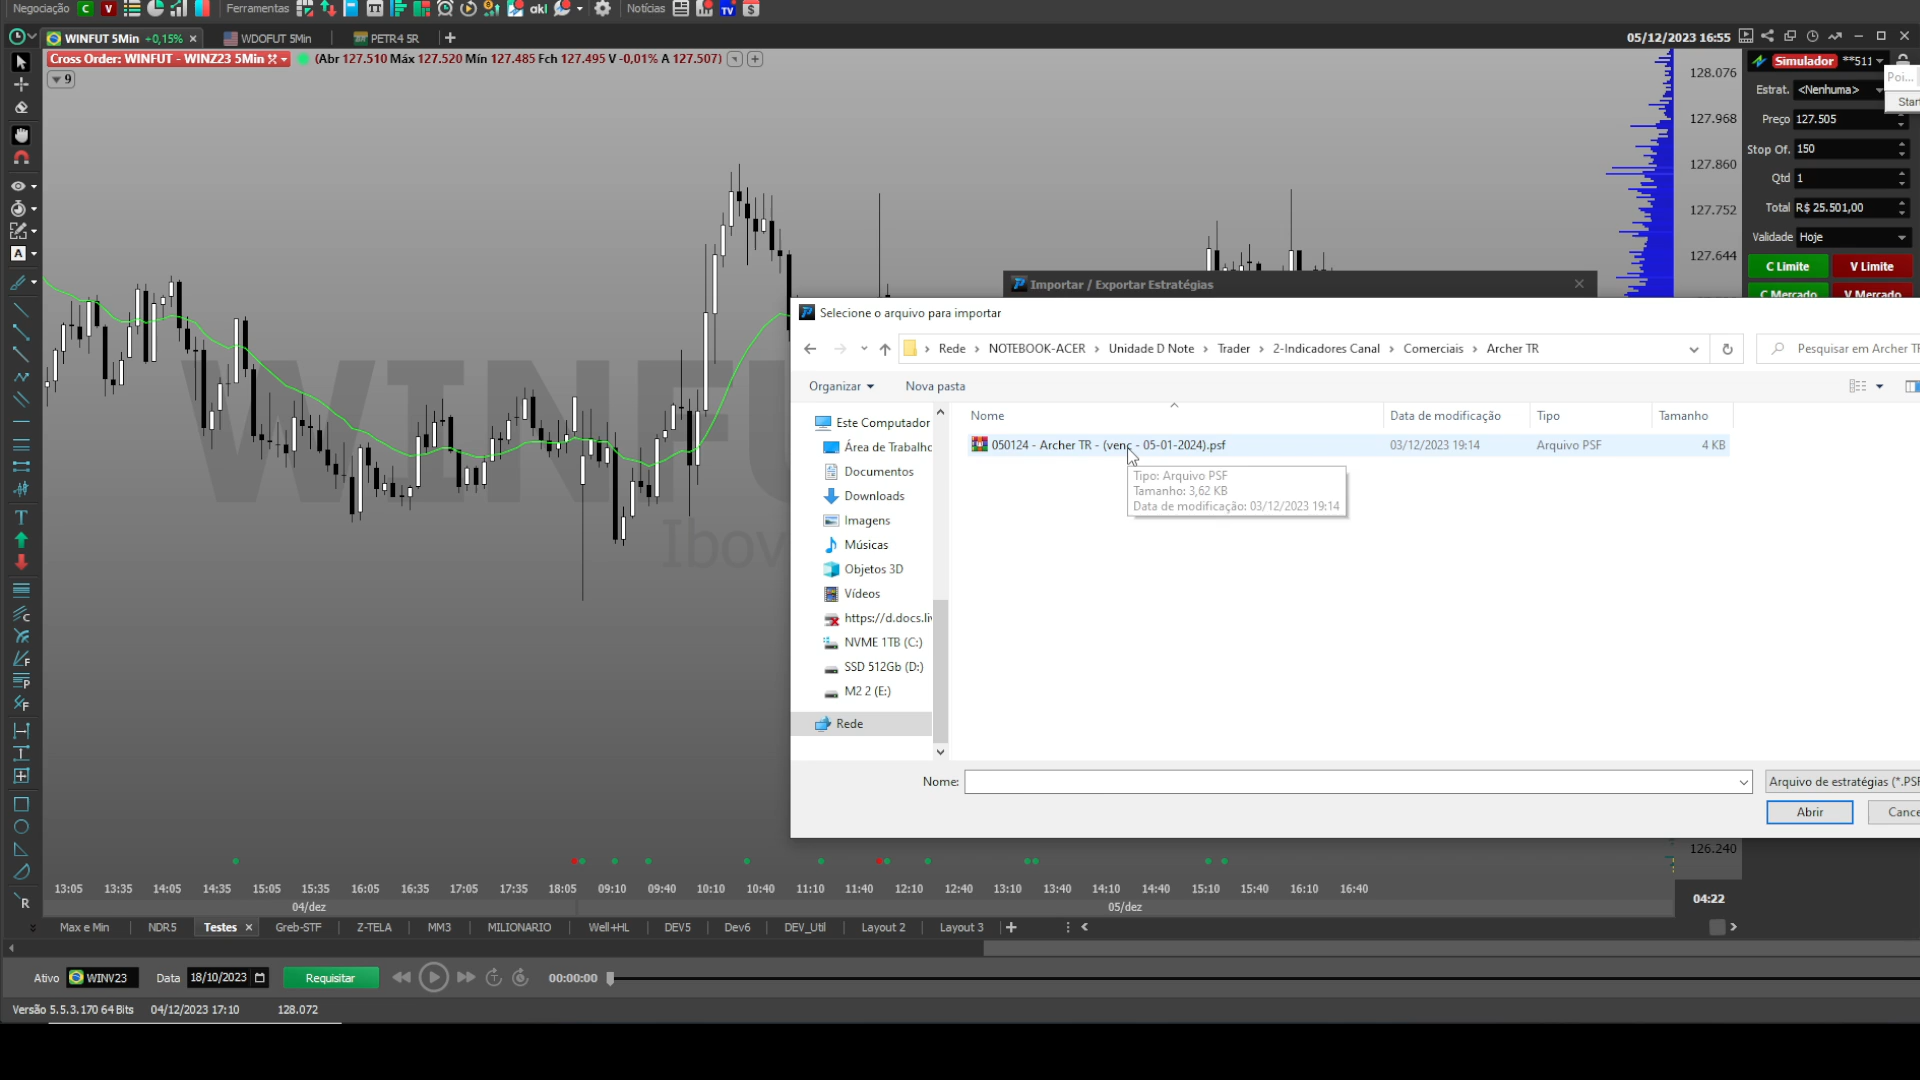 Negociação C V Ferramentas TT akl Notícias TV $
WINFUT 5Min +0,15% × WDOFUT 5Min PETR4 5R + 05/12/2023 16:55
Cross Order: WINFUT - WINZ23 5Min (Abr 127.510 Máx 127.520 Mín 127.485 Fch 127.495 V -0,01% A 127.507)
9
Simulador **511
Poi...
Estrat. <Nenhuma>
Start
Preço 127.505
Stop Of. 150
Qtd 1
Total R$ 25.501,00
Validade Hoje
C Limite V Limite
C Mercado V Mercado
128.076
127.968
127.860
127.752
127.644
126.240
WINFU
Ibov
Importar / Exportar Estratégias
Selecione o arquivo para importar
Rede › NOTEBOOK-ACER › Unidade D Note › Trader › 2-Indicadores Canal › Comerciais › Archer TR
Pesquisar em Archer TR
Organizar Nova pasta
Nome Data de modificação Tipo Tamanho
050124 - Archer TR - (venc - 05-01-2024).psf 03/12/2023 19:14 Arquivo PSF 4 KB
Tipo: Arquivo PSF
Tamanho: 3,62 KB
Data de modificação: 03/12/2023 19:14
Este Computador
Área de Trabalho
Documentos
Downloads
Imagens
Músicas
Objetos 3D
Vídeos
https://d.docs.liv
NVME 1TB (C:)
SSD 512Gb (D:)
M2 2 (E:)
Rede
Nome:
Arquivo de estratégias (*.PSF
Abrir Cance
13:05 13:35 14:05 14:35 15:05 15:35 16:05 16:35 17:05 17:35 18:05 09:10 09:40 10:10 10:40 11:10 11:40 12:10 12:40 13:10 13:40 14:10 14:40 15:10 15:40 16:10 16:40
04:22
04/dez 05/dez
Max e Min NDR5 Testes × Greb-STF Z-TELA MM3 MILIONARIO Well+HL DEV5 Dev6 DEV_Util Layout 2 Layout 3 +
Ativo WINV23 Data 18/10/2023 Requisitar 00:00:00
Versão 5.5.3.170 64 Bits 04/12/2023 17:10 128.072